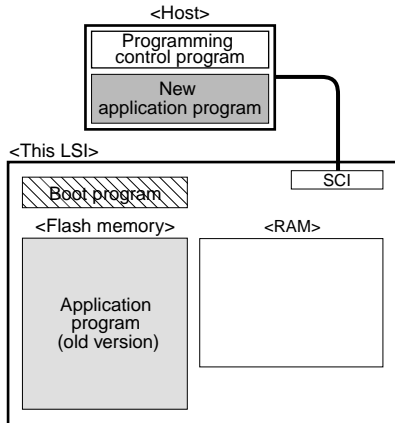 <Host>
Programming
control program
New
application program
<This LSI>
SCI
Boot program
<Flash memory>
<RAM>
Application
program
(old version)